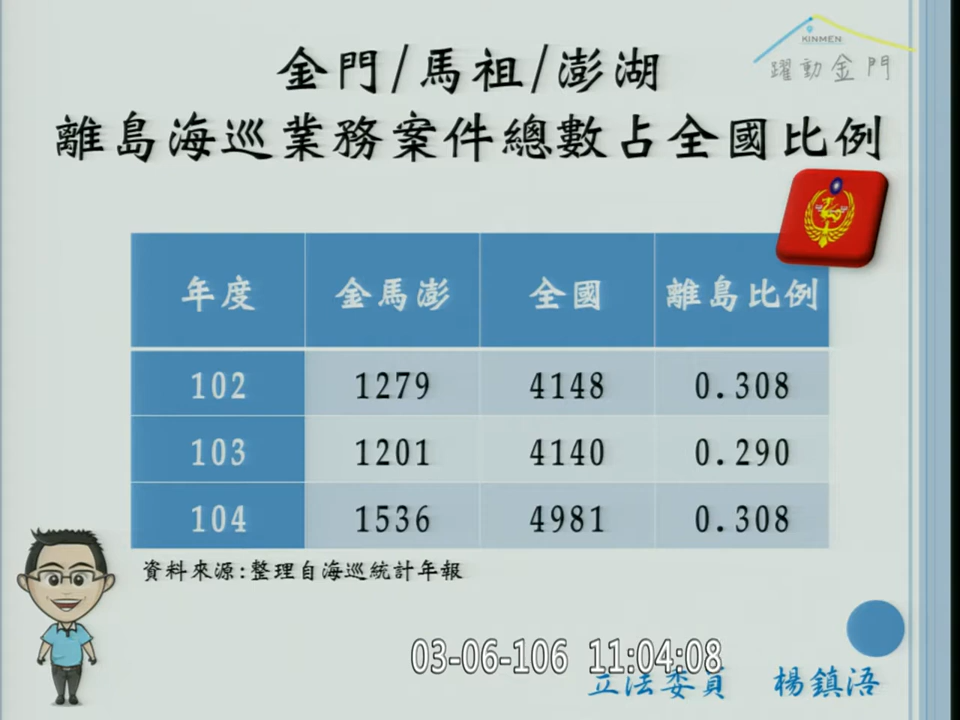 KINMEN
躍動金門
金門/馬祖/澎湖
離島海巡業務案件總數占全國比例
年度 金馬澎 全國 離島比例
102 1279 4148 0.308
103 1201 4140 0.290
104 1536 4981 0.308
資料來源:整理自海巡統計年報
03-06-106 11:04:08
立法委員 楊鎮浯